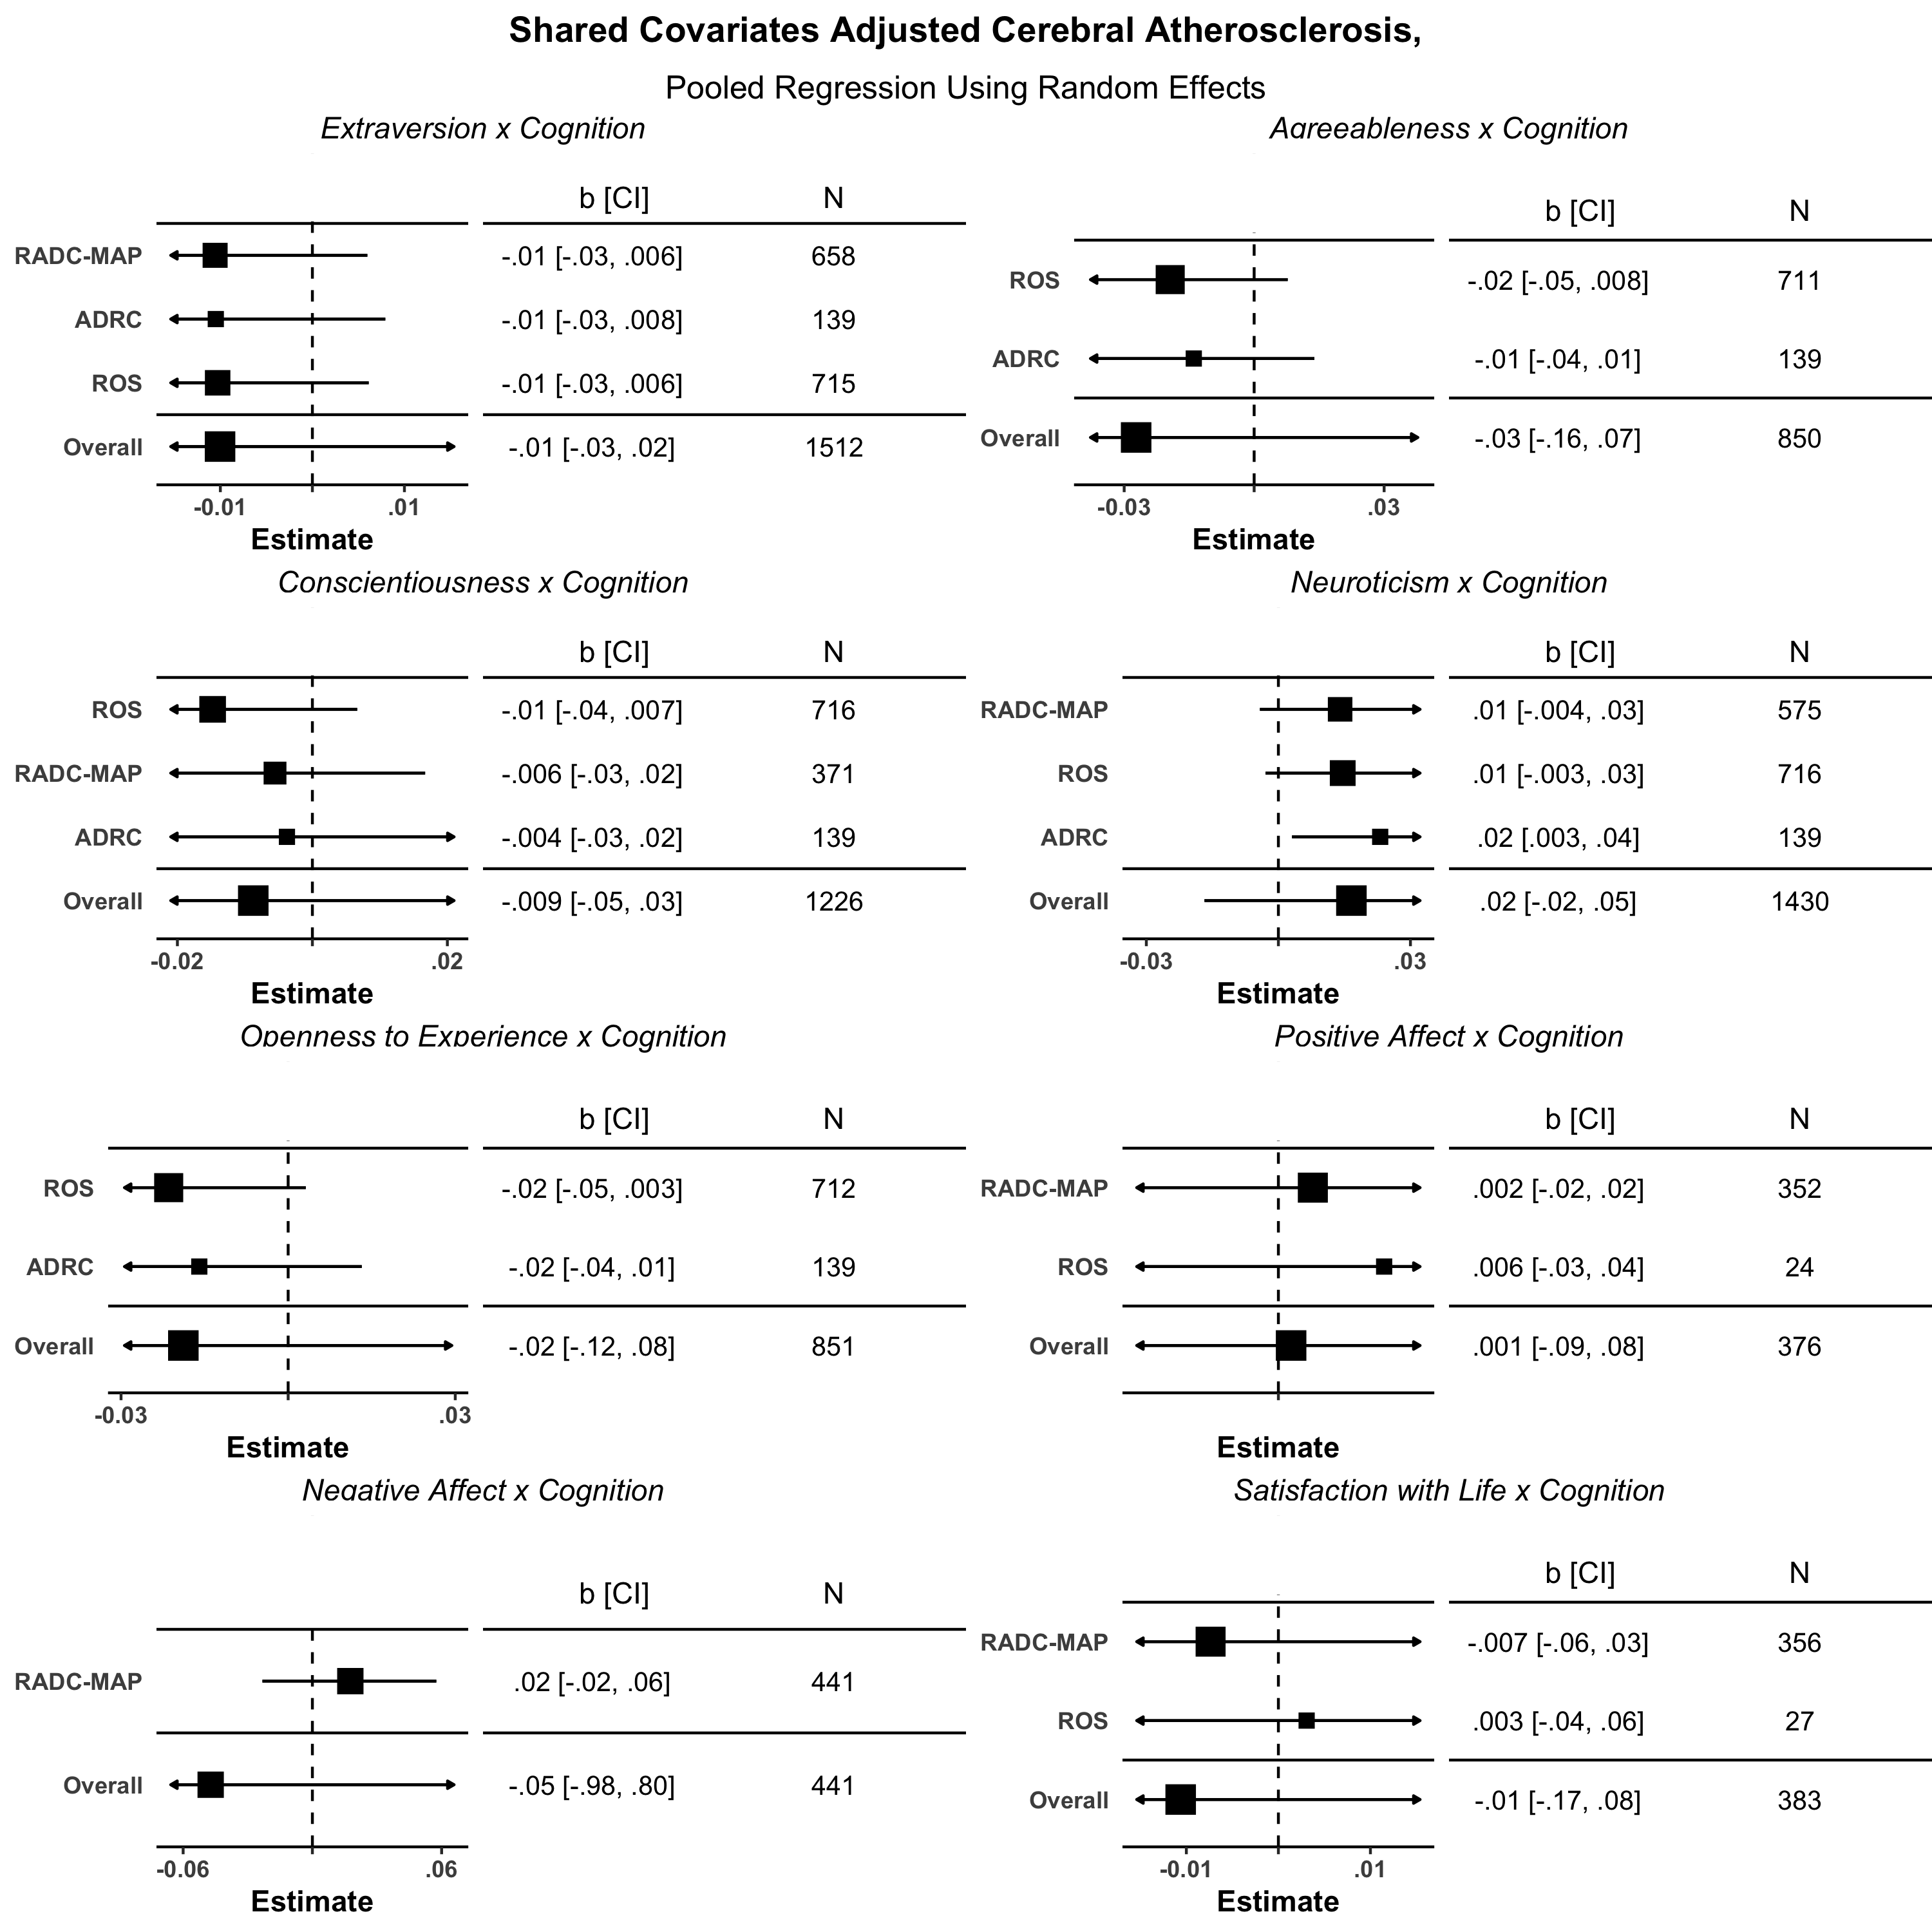 Shared Covariates Adjusted Cerebral Atherosclerosis,
Pooled Regression Using Random Effects
Extraversion x Cognition
b [CI] N
RADC-MAP -.01 [-.03, .006] 658
ADRC -.01 [-.03, .008] 139
ROS -.01 [-.03, .006] 715
Overall -.01 [-.03, .02] 1512
-0.01 .01
Estimate
Agreeableness x Cognition
b [CI] N
ROS -.02 [-.05, .008] 711
ADRC -.01 [-.04, .01] 139
Overall -.03 [-.16, .07] 850
-0.03 .03
Estimate
Conscientiousness x Cognition
b [CI] N
ROS -.01 [-.04, .007] 716
RADC-MAP -.006 [-.03, .02] 371
ADRC -.004 [-.03, .02] 139
Overall -.009 [-.05, .03] 1226
-0.02 .02
Estimate
Neuroticism x Cognition
b [CI] N
RADC-MAP .01 [-.004, .03] 575
ROS .01 [-.003, .03] 716
ADRC .02 [.003, .04] 139
Overall .02 [-.02, .05] 1430
-0.03 .03
Estimate
Openness to Experience x Cognition
b [CI] N
ROS -.02 [-.05, .003] 712
ADRC -.02 [-.04, .01] 139
Overall -.02 [-.12, .08] 851
-0.03 .03
Estimate
Positive Affect x Cognition
b [CI] N
RADC-MAP .002 [-.02, .02] 352
ROS .006 [-.03, .04] 24
Overall .001 [-.09, .08] 376
Estimate
Negative Affect x Cognition
b [CI] N
RADC-MAP .02 [-.02, .06] 441
Overall -.05 [-.98, .80] 441
-0.06 .06
Estimate
Satisfaction with Life x Cognition
b [CI] N
RADC-MAP -.007 [-.06, .03] 356
ROS .003 [-.04, .06] 27
Overall -.01 [-.17, .08] 383
-0.01 .01
Estimate